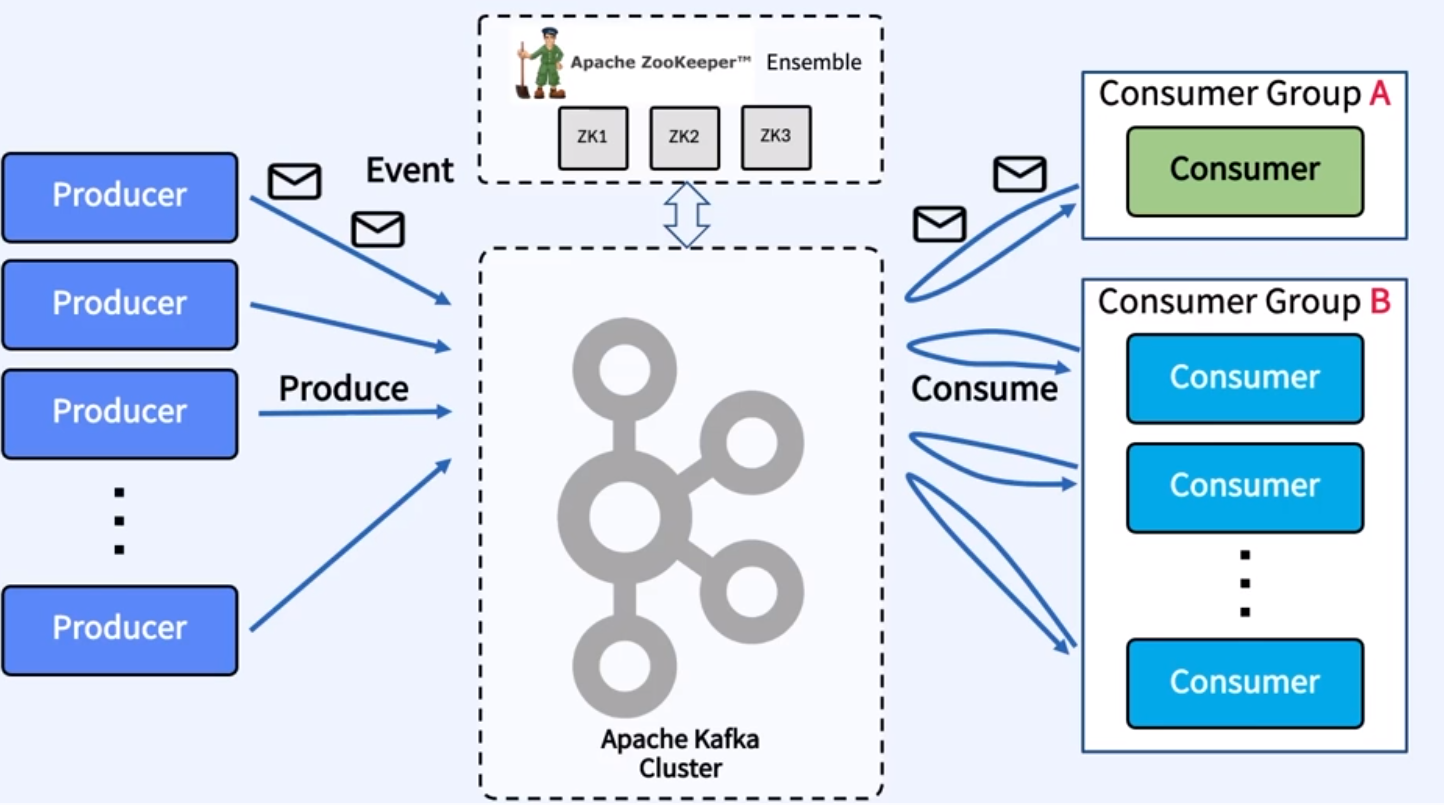 Apache ZooKeeper™ Ensemble
ZK1 ZK2 ZK3
Producer
Producer
Producer
Producer
Event
Produce
Apache Kafka
Cluster
Consume
Consumer Group A
Consumer
Consumer Group B
Consumer
Consumer
Consumer